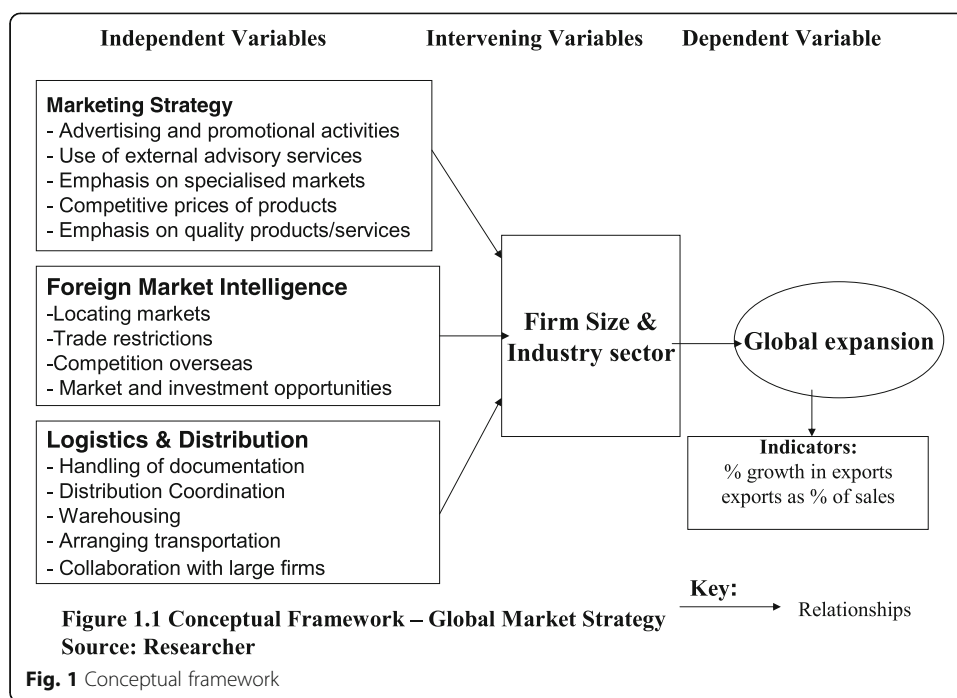 Independent Variables Intervening Variables Dependent Variable
Marketing Strategy
- Advertising and promotional activities
- Use of external advisory services
- Emphasis on specialised markets
- Competitive prices of products
- Emphasis on quality products/services
Foreign Market Intelligence
-Locating markets
-Trade restrictions
-Competition overseas
- Market and investment opportunities
Logistics & Distribution
- Handling of documentation
- Distribution Coordination
- Warehousing
- Arranging transportation
- Collaboration with large firms
Firm Size &
Industry sector
Global expansion
Indicators:
% growth in exports
exports as % of sales
Key:
Relationships
Figure 1.1 Conceptual Framework – Global Market Strategy
Source: Researcher
Fig. 1 Conceptual framework